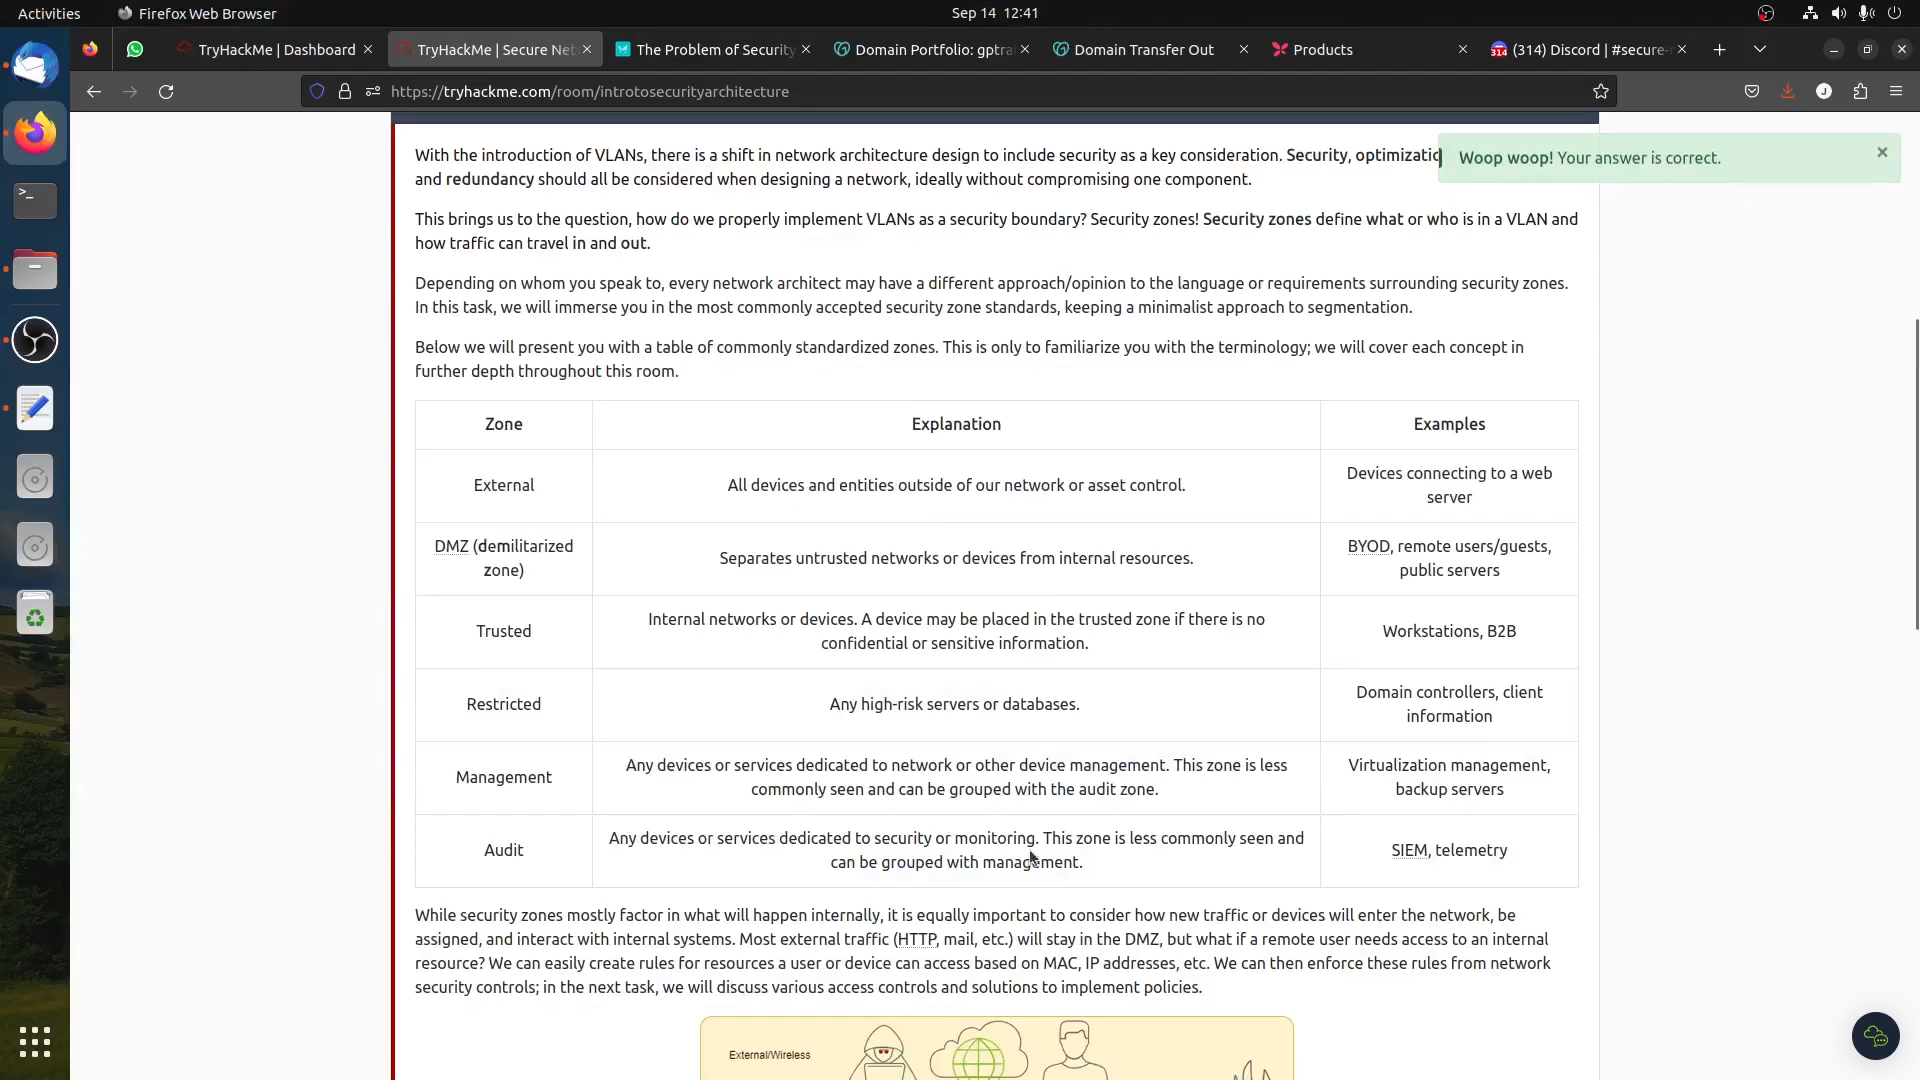 Activities
Firefox Web Browser
Sep 14 12:41
TryHackMe | Dashboard
TryHackMe | Secure Net
The Problem of Security
Domain Portfolio: gptra
Domain Transfer Out
Products
314
(314) Discord | #secure-
https://tryhackme.com/room/introtosecurityarchitecture
J
With the introduction of VLANs, there is a shift in network architecture design to include security as a key consideration. Security, optimizatio
and redundancy should all be considered when designing a network, ideally without compromising one component.
Woop woop! Your answer is correct.
This brings us to the question, how do we properly implement VLANs as a security boundary? Security zones! Security zones define what or who is in a VLAN and
how traffic can travel in and out.
Depending on whom you speak to, every network architect may have a different approach/opinion to the language or requirements surrounding security zones.
In this task, we will immerse you in the most commonly accepted security zone standards, keeping a minimalist approach to segmentation.
Below we will present you with a table of commonly standardized zones. This is only to familiarize you with the terminology; we will cover each concept in
further depth throughout this room.
Zone
Explanation
Examples
External
All devices and entities outside of our network or asset control.
Devices connecting to a web
server
DMZ (demilitarized
zone)
Separates untrusted networks or devices from internal resources.
BYOD, remote users/guests,
public servers
Trusted
Internal networks or devices. A device may be placed in the trusted zone if there is no
confidential or sensitive information.
Workstations, B2B
Restricted
Any high-risk servers or databases.
Domain controllers, client
information
Management
Any devices or services dedicated to network or other device management. This zone is less
commonly seen and can be grouped with the audit zone.
Virtualization management,
backup servers
Audit
Any devices or services dedicated to security or monitoring. This zone is less commonly seen and
can be grouped with management.
SIEM, telemetry
While security zones mostly factor in what will happen internally, it is equally important to consider how new traffic or devices will enter the network, be
assigned, and interact with internal systems. Most external traffic (HTTP, mail, etc.) will stay in the DMZ, but what if a remote user needs access to an internal
resource? We can easily create rules for resources a user or device can access based on MAC, IP addresses, etc. We can then enforce these rules from network
security controls; in the next task, we will discuss various access controls and solutions to implement policies.
External/Wireless